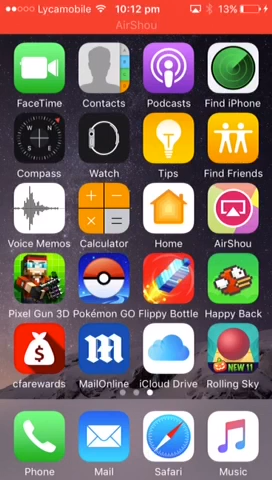 Lycamobile 10:12 pm 13%
AirShou
FaceTime Contacts Podcasts Find iPhone
Compass Watch Tips Find Friends
Voice Memos Calculator Home AirShou
Pixel Gun 3D Pokémon GO Flippy Bottle Happy Back
NEW 11
cfarewards MailOnline iCloud Drive Rolling Sky
Phone Mail Safari Music